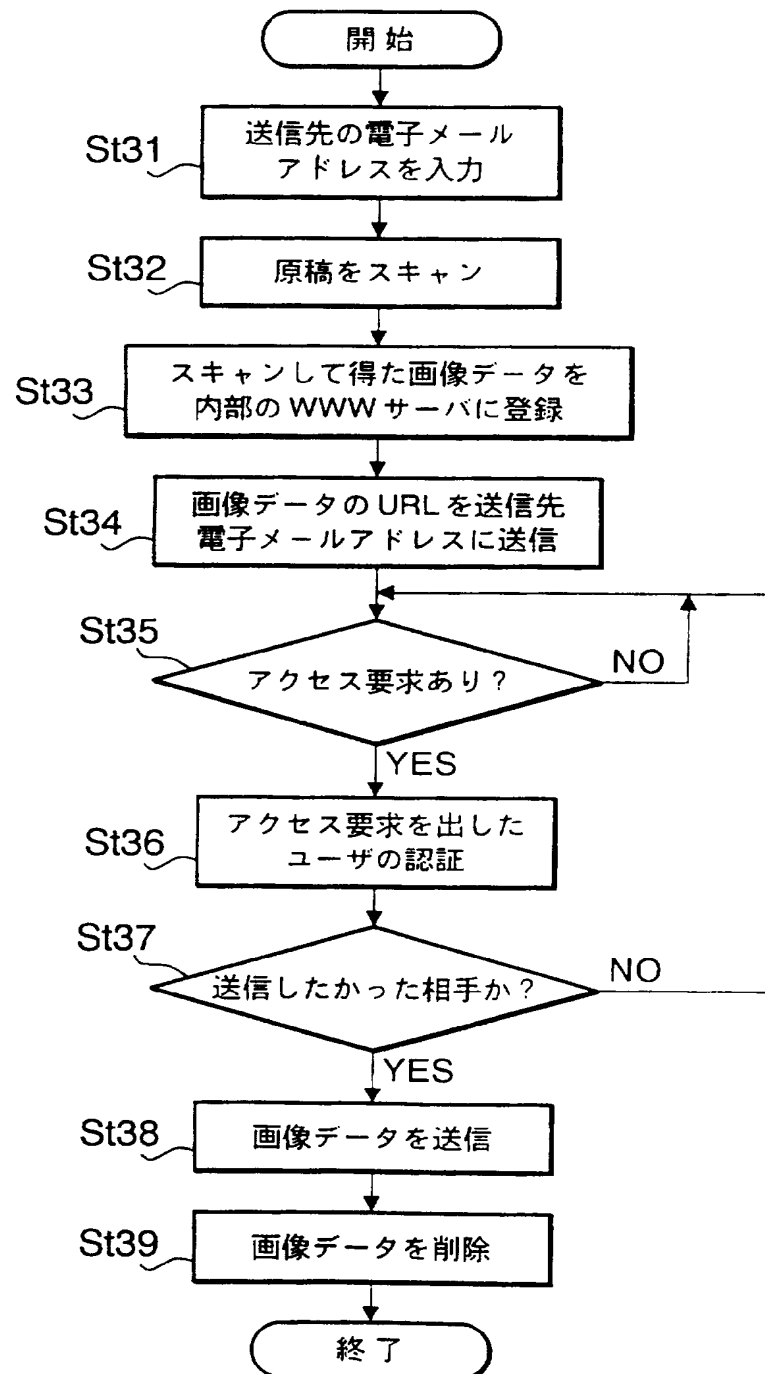 開始
St31
送信先の電子メール
アドレスを入力
St32
原稿をスキャン
St33
スキャンして得た画像データを
内部のWWWサーバに登録
St34
画像データのURLを送信先
電子メールアドレスに送信
St35
アクセス要求あり?
NO
YES
St36
アクセス要求を出した
ユーザの認証
St37
送信したかった相手か?
NO
YES
St38
画像データを送信
St39
画像データを削除
終了